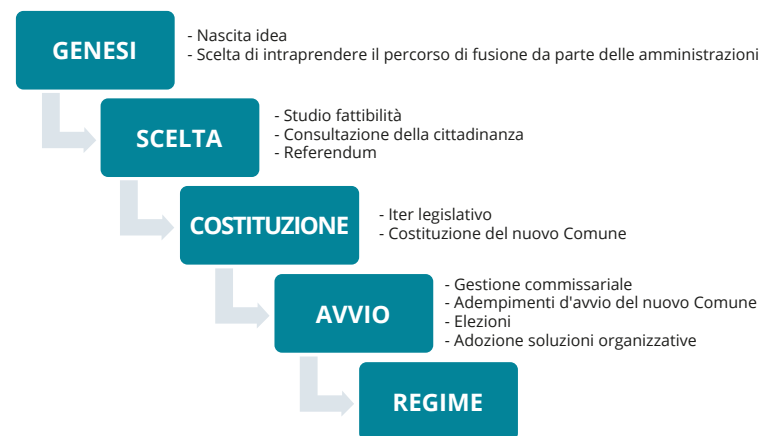 GENESI
- Nascita idea
- Scelta di intraprendere il percorso di fusione da parte delle amministrazioni
SCELTA
- Studio fattibilità
- Consultazione della cittadinanza
- Referendum
COSTITUZIONE
- Iter legislativo
- Costituzione del nuovo Comune
AVVIO
- Gestione commissariale
- Adempimenti d'avvio del nuovo Comune
- Elezioni
- Adozione soluzioni organizzative
REGIME